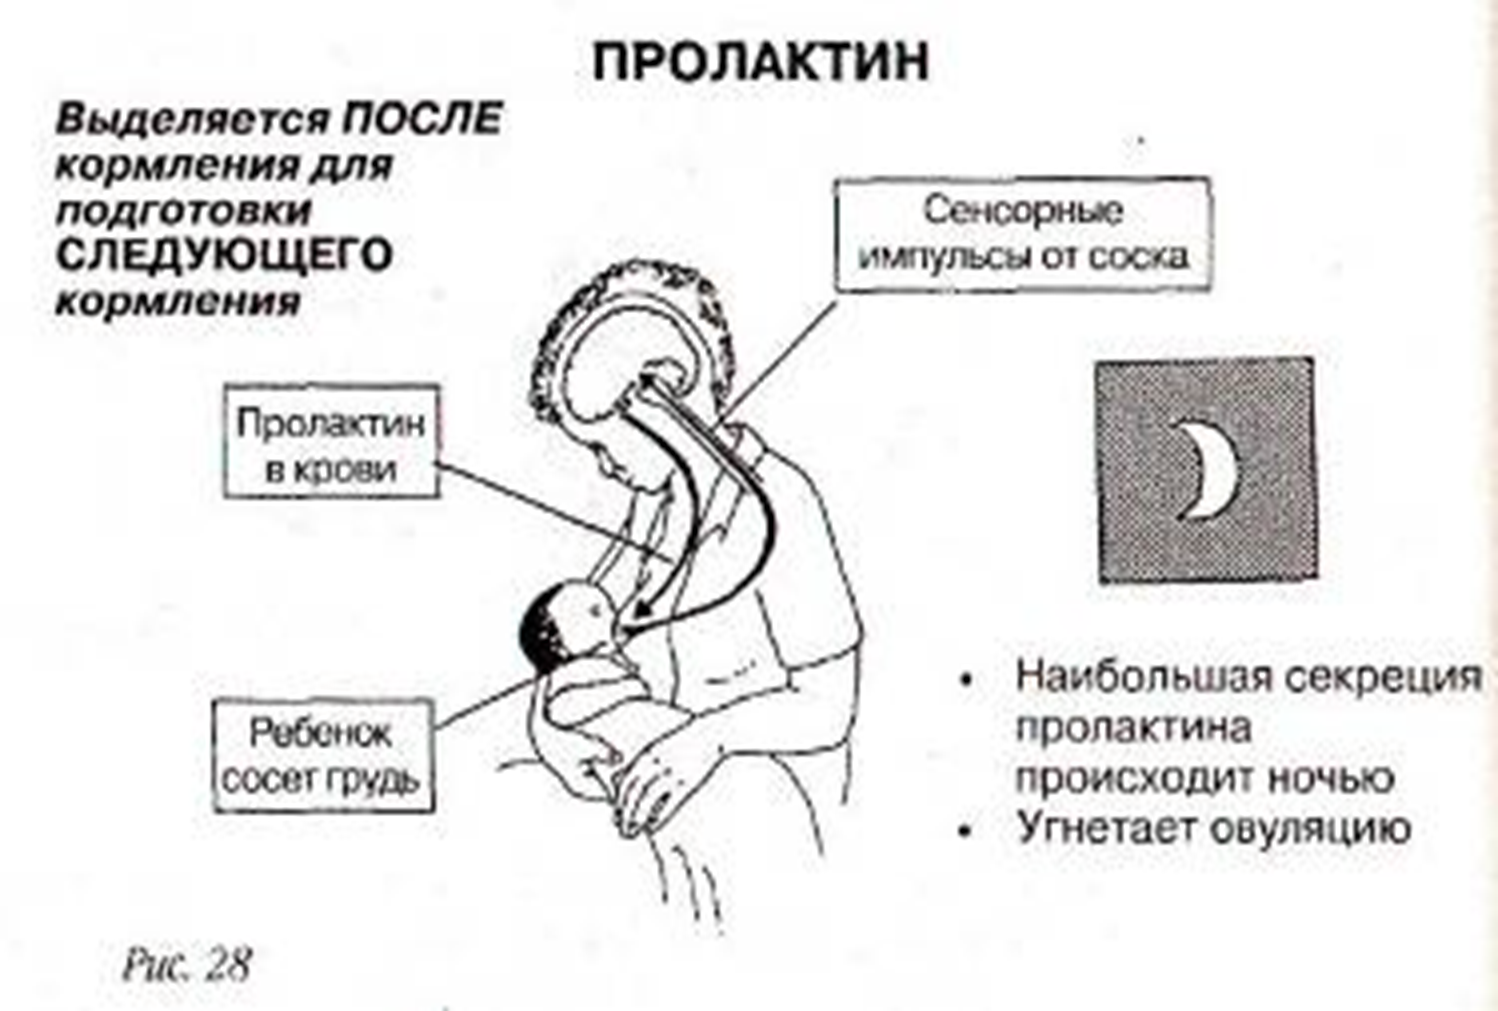 ПРОЛАКТИН
Выделяется ПОСЛЕ
кормления для
подготовки
СЛЕДУЮЩЕГО
кормления
Сенсорные
импульсы от соска
Пролактин
в крови
Ребенок
сосет грудь
• Наибольшая секреция
пролактина
происходит ночью
• Угнетает овуляцию
Рис. 28